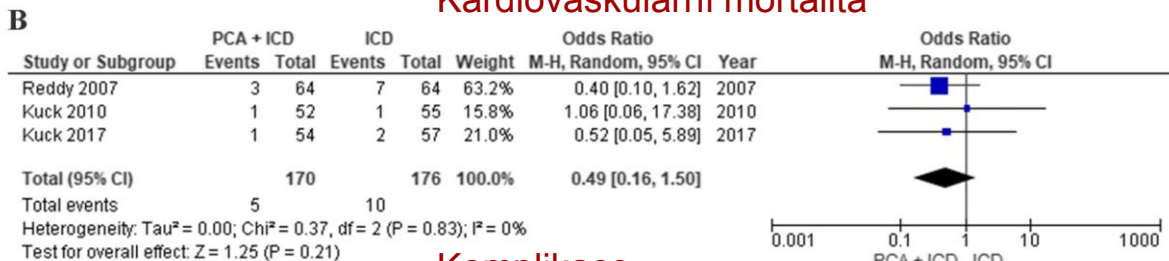 Kardiovaskulární mortalita
B
PCA + ICD ICD Odds Ratio Odds Ratio
Study or Subgroup Events Total Events Total Weight M-H, Random, 95% CI Year M-H, Random, 95% CI
Reddy 2007 3 64 7 64 63.2% 0.40 [0.10, 1.62] 2007
Kuck 2010 1 52 1 55 15.8% 1.06 [0.06, 17.38] 2010
Kuck 2017 1 54 2 57 21.0% 0.52 [0.05, 5.89] 2017
Total (95% CI) 170 176 100.0% 0.49 [0.16, 1.50]
Total events 5 10
Heterogeneity: Tau² = 0.00; Chi² = 0.37, df = 2 (P = 0.83); I² = 0%
Test for overall effect: Z = 1.25 (P = 0.21)
0.001 0.1 1 10 1000
PCA + ICD ICD
Komplikace